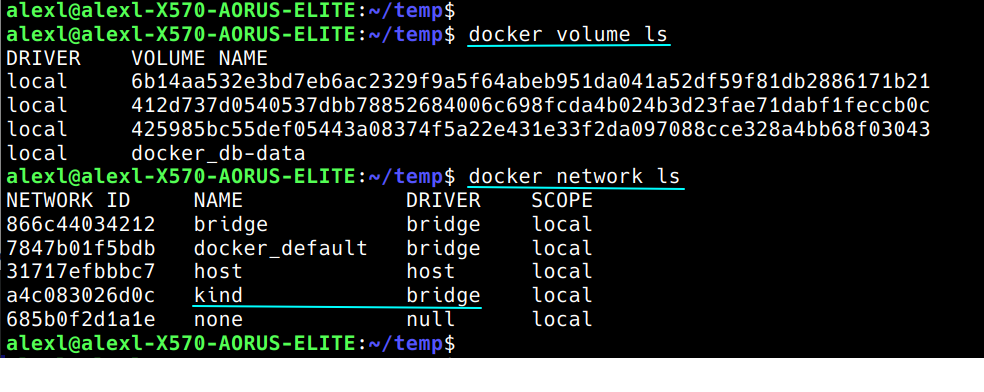 alexl@alexl-X570-AORUS-ELITE:~/temp$
alexl@alexl-X570-AORUS-ELITE:~/temp$ docker volume ls
DRIVER    VOLUME NAME
local     6b14aa532e3bd7eb6ac2329f9a5f64abeb951da041a52df59f81db2886171b21
local     412d737d0540537dbb78852684006c698fcda4b024b3d23fae71dabf1feccb0c
local     425985bc55def05443a08374f5a22e431e33f2da097088cce328a4bb68f03043
local     docker_db-data
alexl@alexl-X570-AORUS-ELITE:~/temp$ docker network ls
NETWORK ID     NAME             DRIVER    SCOPE
866c44034212   bridge           bridge    local
7847b01f5bdb   docker_default   bridge    local
31717efbbbc7   host             host      local
a4c083026d0c   kind             bridge    local
685b0f2d1a1e   none             null      local
alexl@alexl-X570-AORUS-ELITE:~/temp$